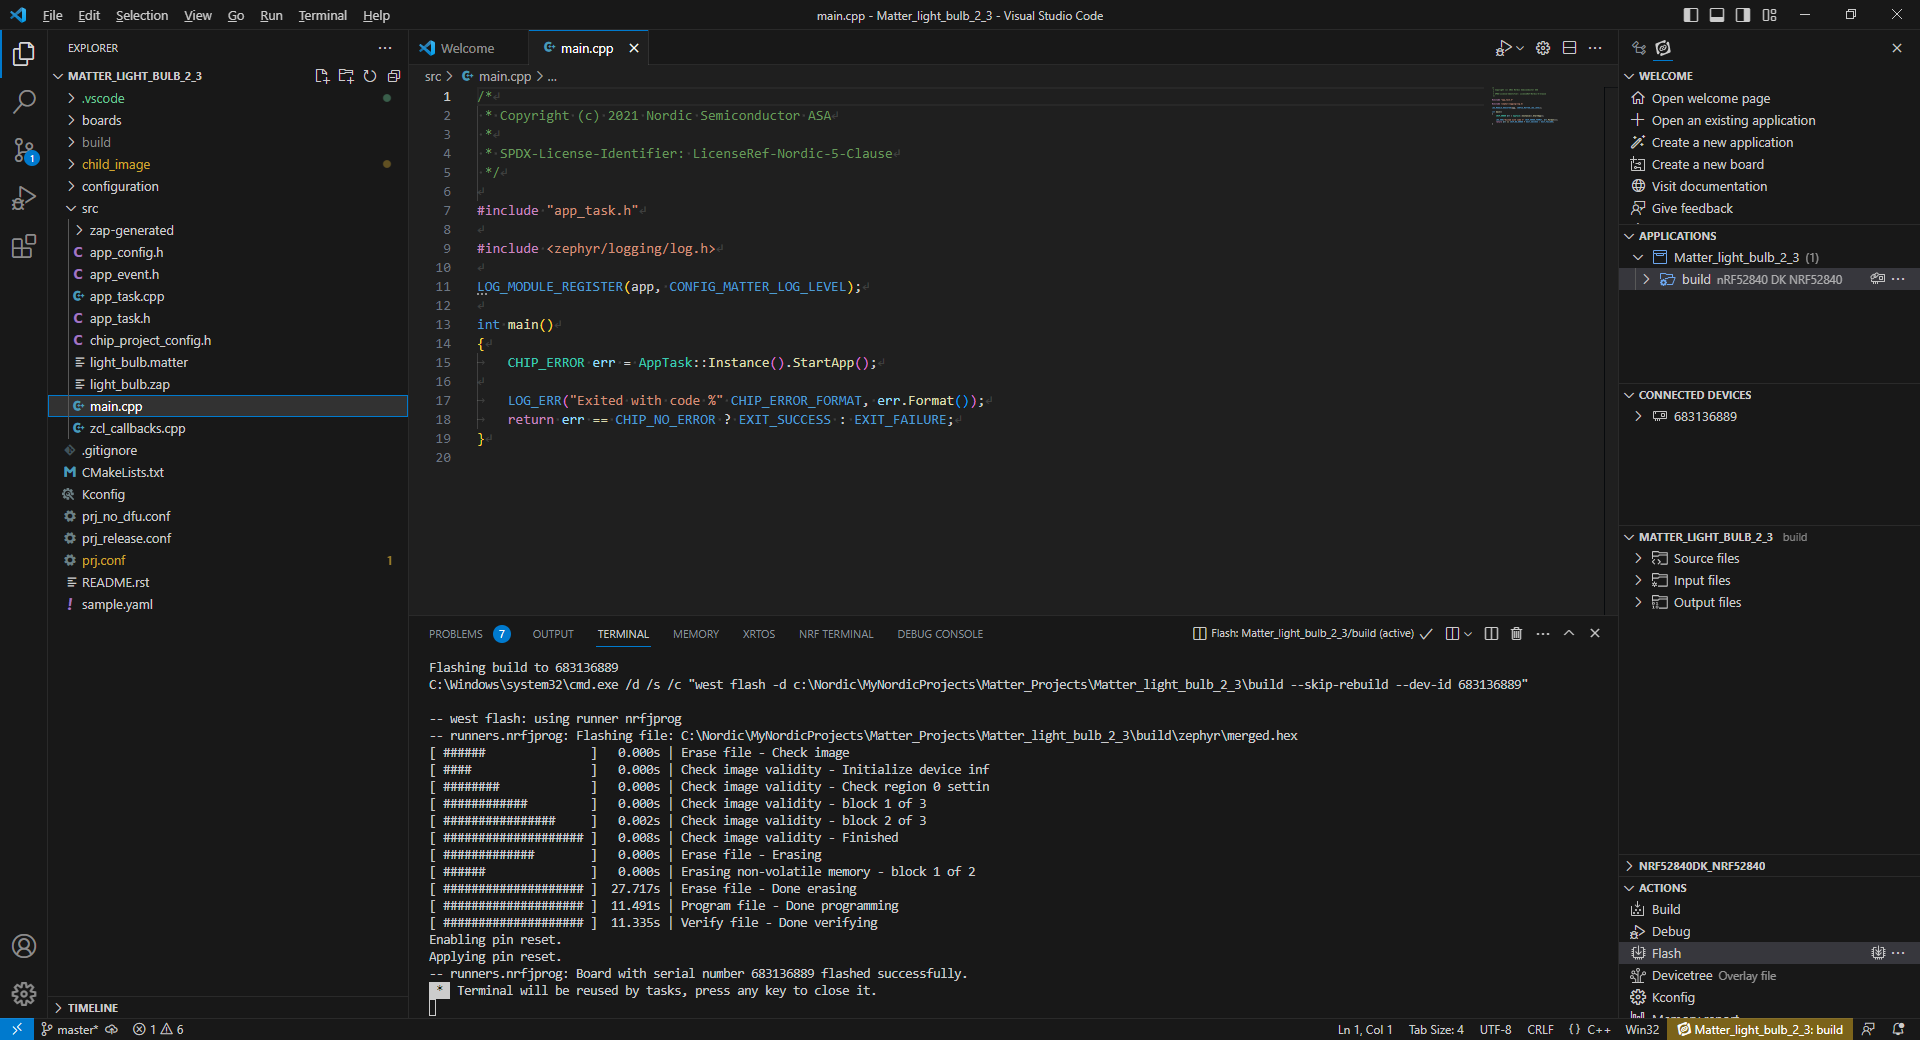 File Edit Selection View Go Run Terminal Help
main.cpp - Matter_light_bulb_2_3 - Visual Studio Code
EXPLORER
MATTER_LIGHT_BULB_2_3
.vscode
boards
build
child_image
configuration
src
zap-generated
app_config.h
app_event.h
app_task.cpp
app_task.h
chip_project_config.h
light_bulb.matter
light_bulb.zap
main.cpp
zcl_callbacks.cpp
.gitignore
CMakeLists.txt
Kconfig
prj_no_dfu.conf
prj_release.conf
prj.conf 1
README.rst
sample.yaml
TIMELINE
1
Welcome
main.cpp
src > main.cpp > ...
1 /*
2 * Copyright (c) 2021 Nordic Semiconductor ASA
3 *
4 * SPDX-License-Identifier: LicenseRef-Nordic-5-Clause
5 */
6
7 #include "app_task.h"
8
9 #include <zephyr/logging/log.h>
10
11 LOG_MODULE_REGISTER(app, CONFIG_MATTER_LOG_LEVEL);
12
13 int main()
14 {
15 CHIP_ERROR err = AppTask::Instance().StartApp();
16
17 LOG_ERR("Exited with code %" CHIP_ERROR_FORMAT, err.Format());
18 return err == CHIP_NO_ERROR ? EXIT_SUCCESS : EXIT_FAILURE;
19 }
20
PROBLEMS 7 OUTPUT TERMINAL MEMORY XRTOS NRF TERMINAL DEBUG CONSOLE
Flash: Matter_light_bulb_2_3/build (active)
Flashing build to 683136889
C:\Windows\system32\cmd.exe /d /s /c "west flash -d c:\Nordic\MyNordicProjects\Matter_Projects\Matter_light_bulb_2_3\build --skip-rebuild --dev-id 683136889"
-- west flash: using runner nrfjprog
-- runners.nrfjprog: Flashing file: C:\Nordic\MyNordicProjects\Matter_Projects\Matter_light_bulb_2_3\build\zephyr\merged.hex
[ ###### ] 0.000s | Erase file - Check image
[ #### ] 0.000s | Check image validity - Initialize device inf
[ ######## ] 0.000s | Check image validity - Check region 0 settin
[ ############ ] 0.000s | Check image validity - block 1 of 3
[ ################ ] 0.002s | Check image validity - block 2 of 3
[ #################### ] 0.008s | Check image validity - Finished
[ ############# ] 0.000s | Erase file - Erasing
[ ###### ] 0.000s | Erasing non-volatile memory - block 1 of 2
[ #################### ] 27.717s | Erase file - Done erasing
[ #################### ] 11.491s | Program file - Done programming
[ #################### ] 11.335s | Verify file - Done verifying
Enabling pin reset.
Applying pin reset.
-- runners.nrfjprog: Board with serial number 683136889 flashed successfully.
* Terminal will be reused by tasks, press any key to close it.
WELCOME
Open welcome page
Open an existing application
Create a new application
Create a new board
Visit documentation
Give feedback
APPLICATIONS
Matter_light_bulb_2_3 (1)
build nRF52840 DK NRF52840
CONNECTED DEVICES
683136889
MATTER_LIGHT_BULB_2_3 build
Source files
Input files
Output files
NRF52840DK_NRF52840
ACTIONS
Build
Debug
Flash
Devicetree Overlay file
Kconfig
Memory report
master* 1 6
Ln 1, Col 1 Tab Size: 4 UTF-8 CRLF {} C++ Win32 Matter_light_bulb_2_3: build